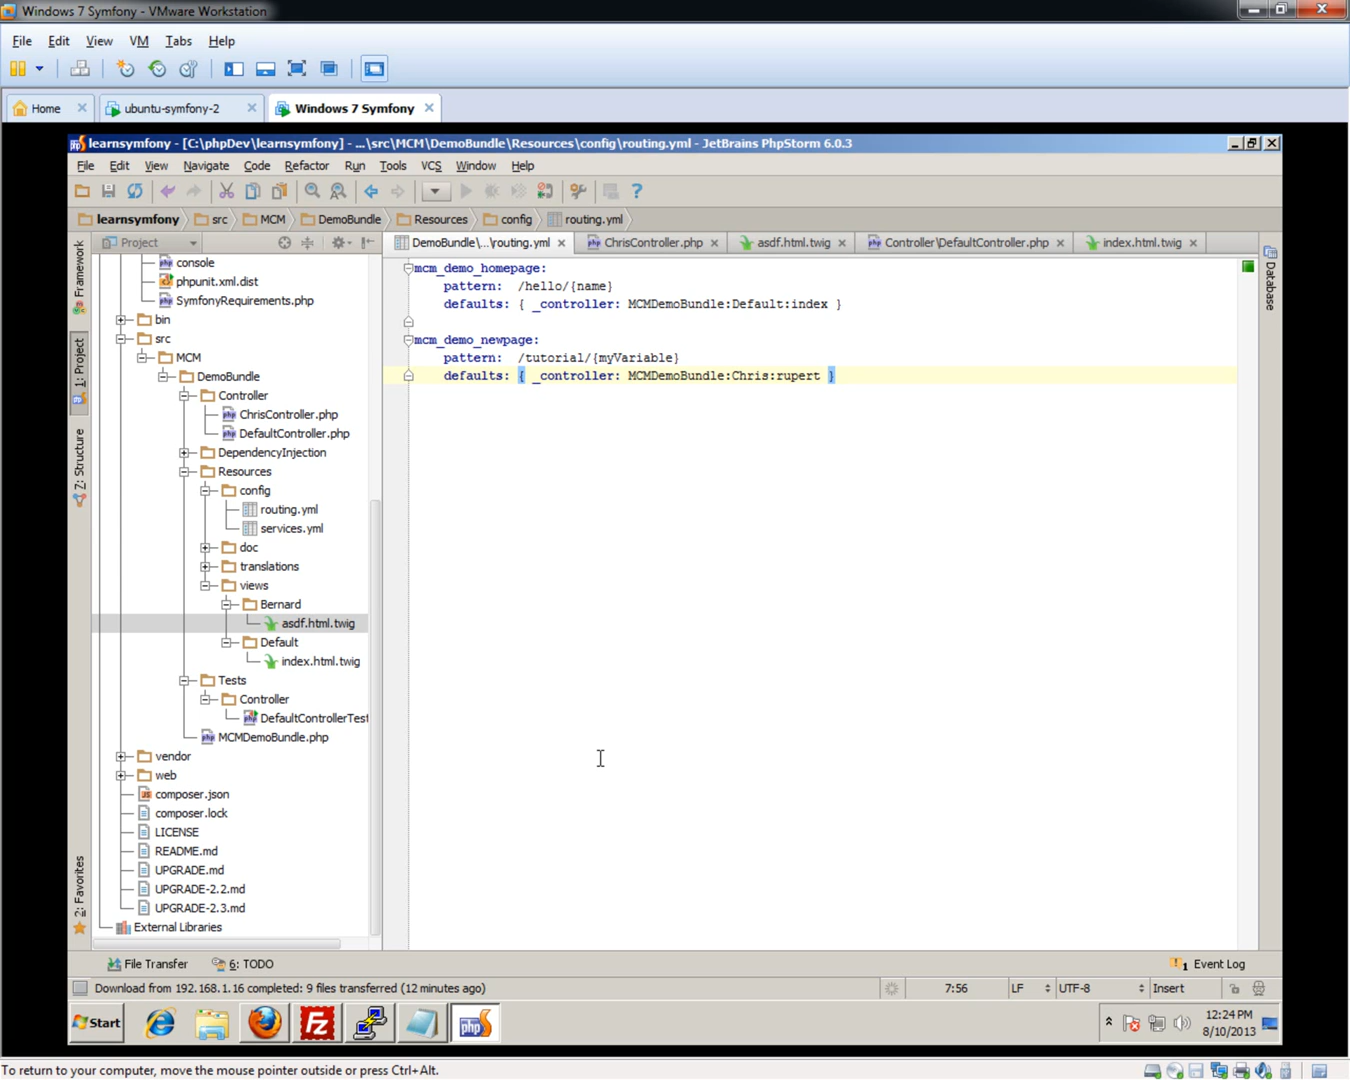 Windows 7 Symfony - VMware Workstation
File Edit View VM Tabs Help
Home ubuntu-symfony-2 Windows 7 Symfony
learnsymfony - [C:\phpDev\learnsymfony] - ...\src\MCM\DemoBundle\Resources\config\routing.yml - JetBrains PhpStorm 6.0.3
File Edit View Navigate Code Refactor Run Tools VCS Window Help
learnsymfony src MCM DemoBundle Resources config routing.yml
Project DemoBundle\...\routing.yml ChrisController.php asdf.html.twig Controller\DefaultController.php index.html.twig
Framework
1: Project
Z: Structure
2: Favorites
console
phpunit.xml.dist
SymfonyRequirements.php
bin
src
MCM
DemoBundle
Controller
ChrisController.php
DefaultController.php
DependencyInjection
Resources
config
routing.yml
services.yml
doc
translations
views
Bernard
asdf.html.twig
Default
index.html.twig
Tests
Controller
DefaultControllerTest
MCMDemoBundle.php
vendor
web
composer.json
composer.lock
LICENSE
README.md
UPGRADE.md
UPGRADE-2.2.md
UPGRADE-2.3.md
External Libraries
mcm_demo_homepage:
pattern: /hello/{name}
defaults: { _controller: MCMDemoBundle:Default:index }
mcm_demo_newpage:
pattern: /tutorial/{myVariable}
defaults: { _controller: MCMDemoBundle:Chris:rupert }
Database
File Transfer 6: TODO 1 Event Log
Download from 192.168.1.16 completed: 9 files transferred (12 minutes ago) 7:56 LF UTF-8 Insert
Start 12:24 PM
8/10/2013
To return to your computer, move the mouse pointer outside or press Ctrl+Alt.